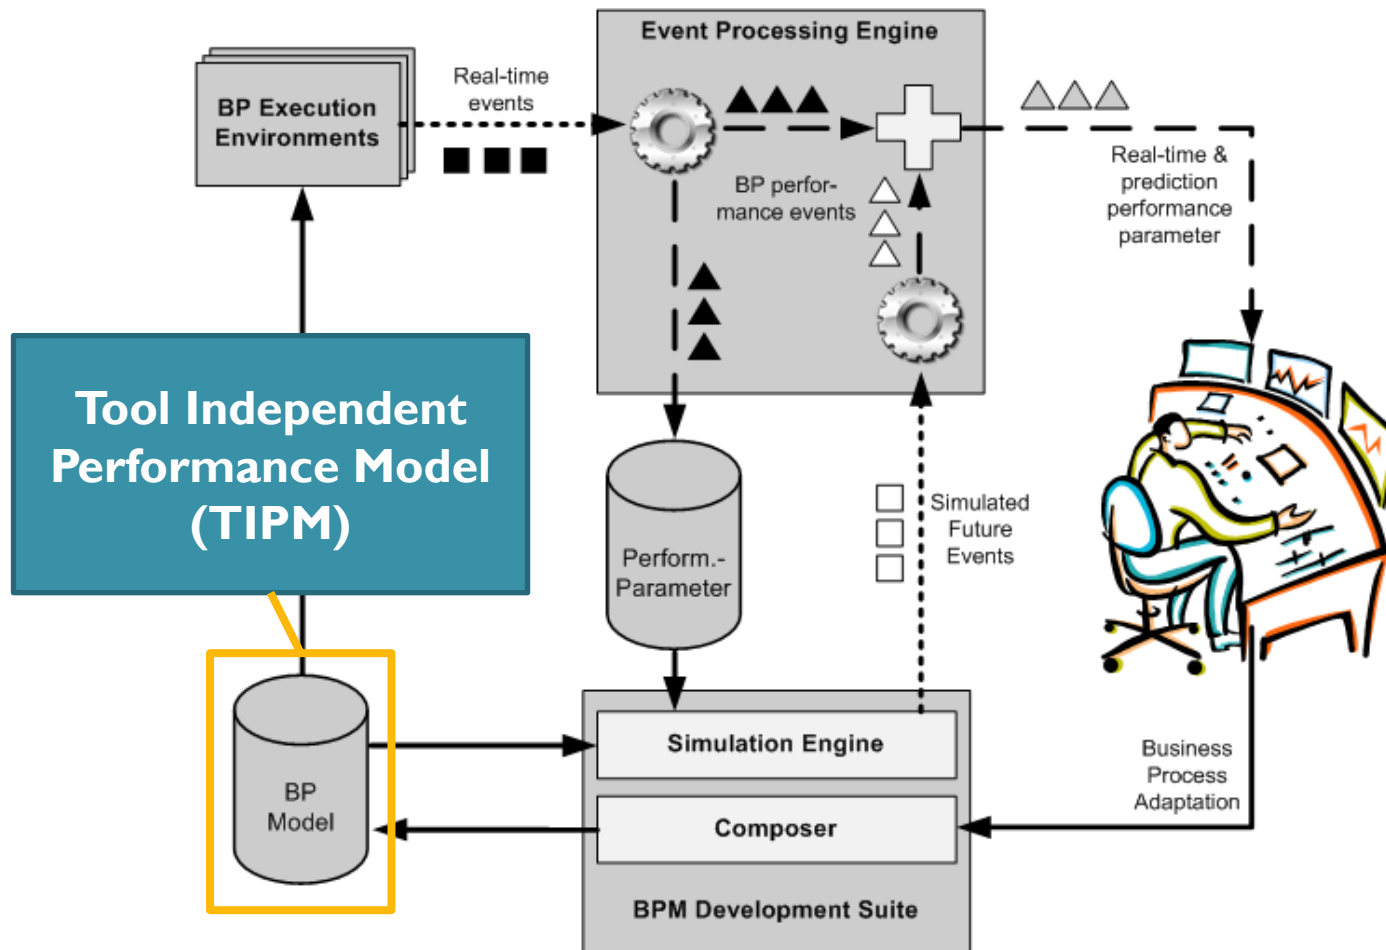 Event Processing Engine
BP Execution
Environments
Real-time
events
BP perfor-
mance events
Real-time &
prediction
performance
parameter
Tool Independent
Performance Model
(TIPM)
Perform.-
Parameter
Simulated
Future
Events
BP
Model
Simulation Engine
Composer
BPM Development Suite
Business
Process
Adaptation